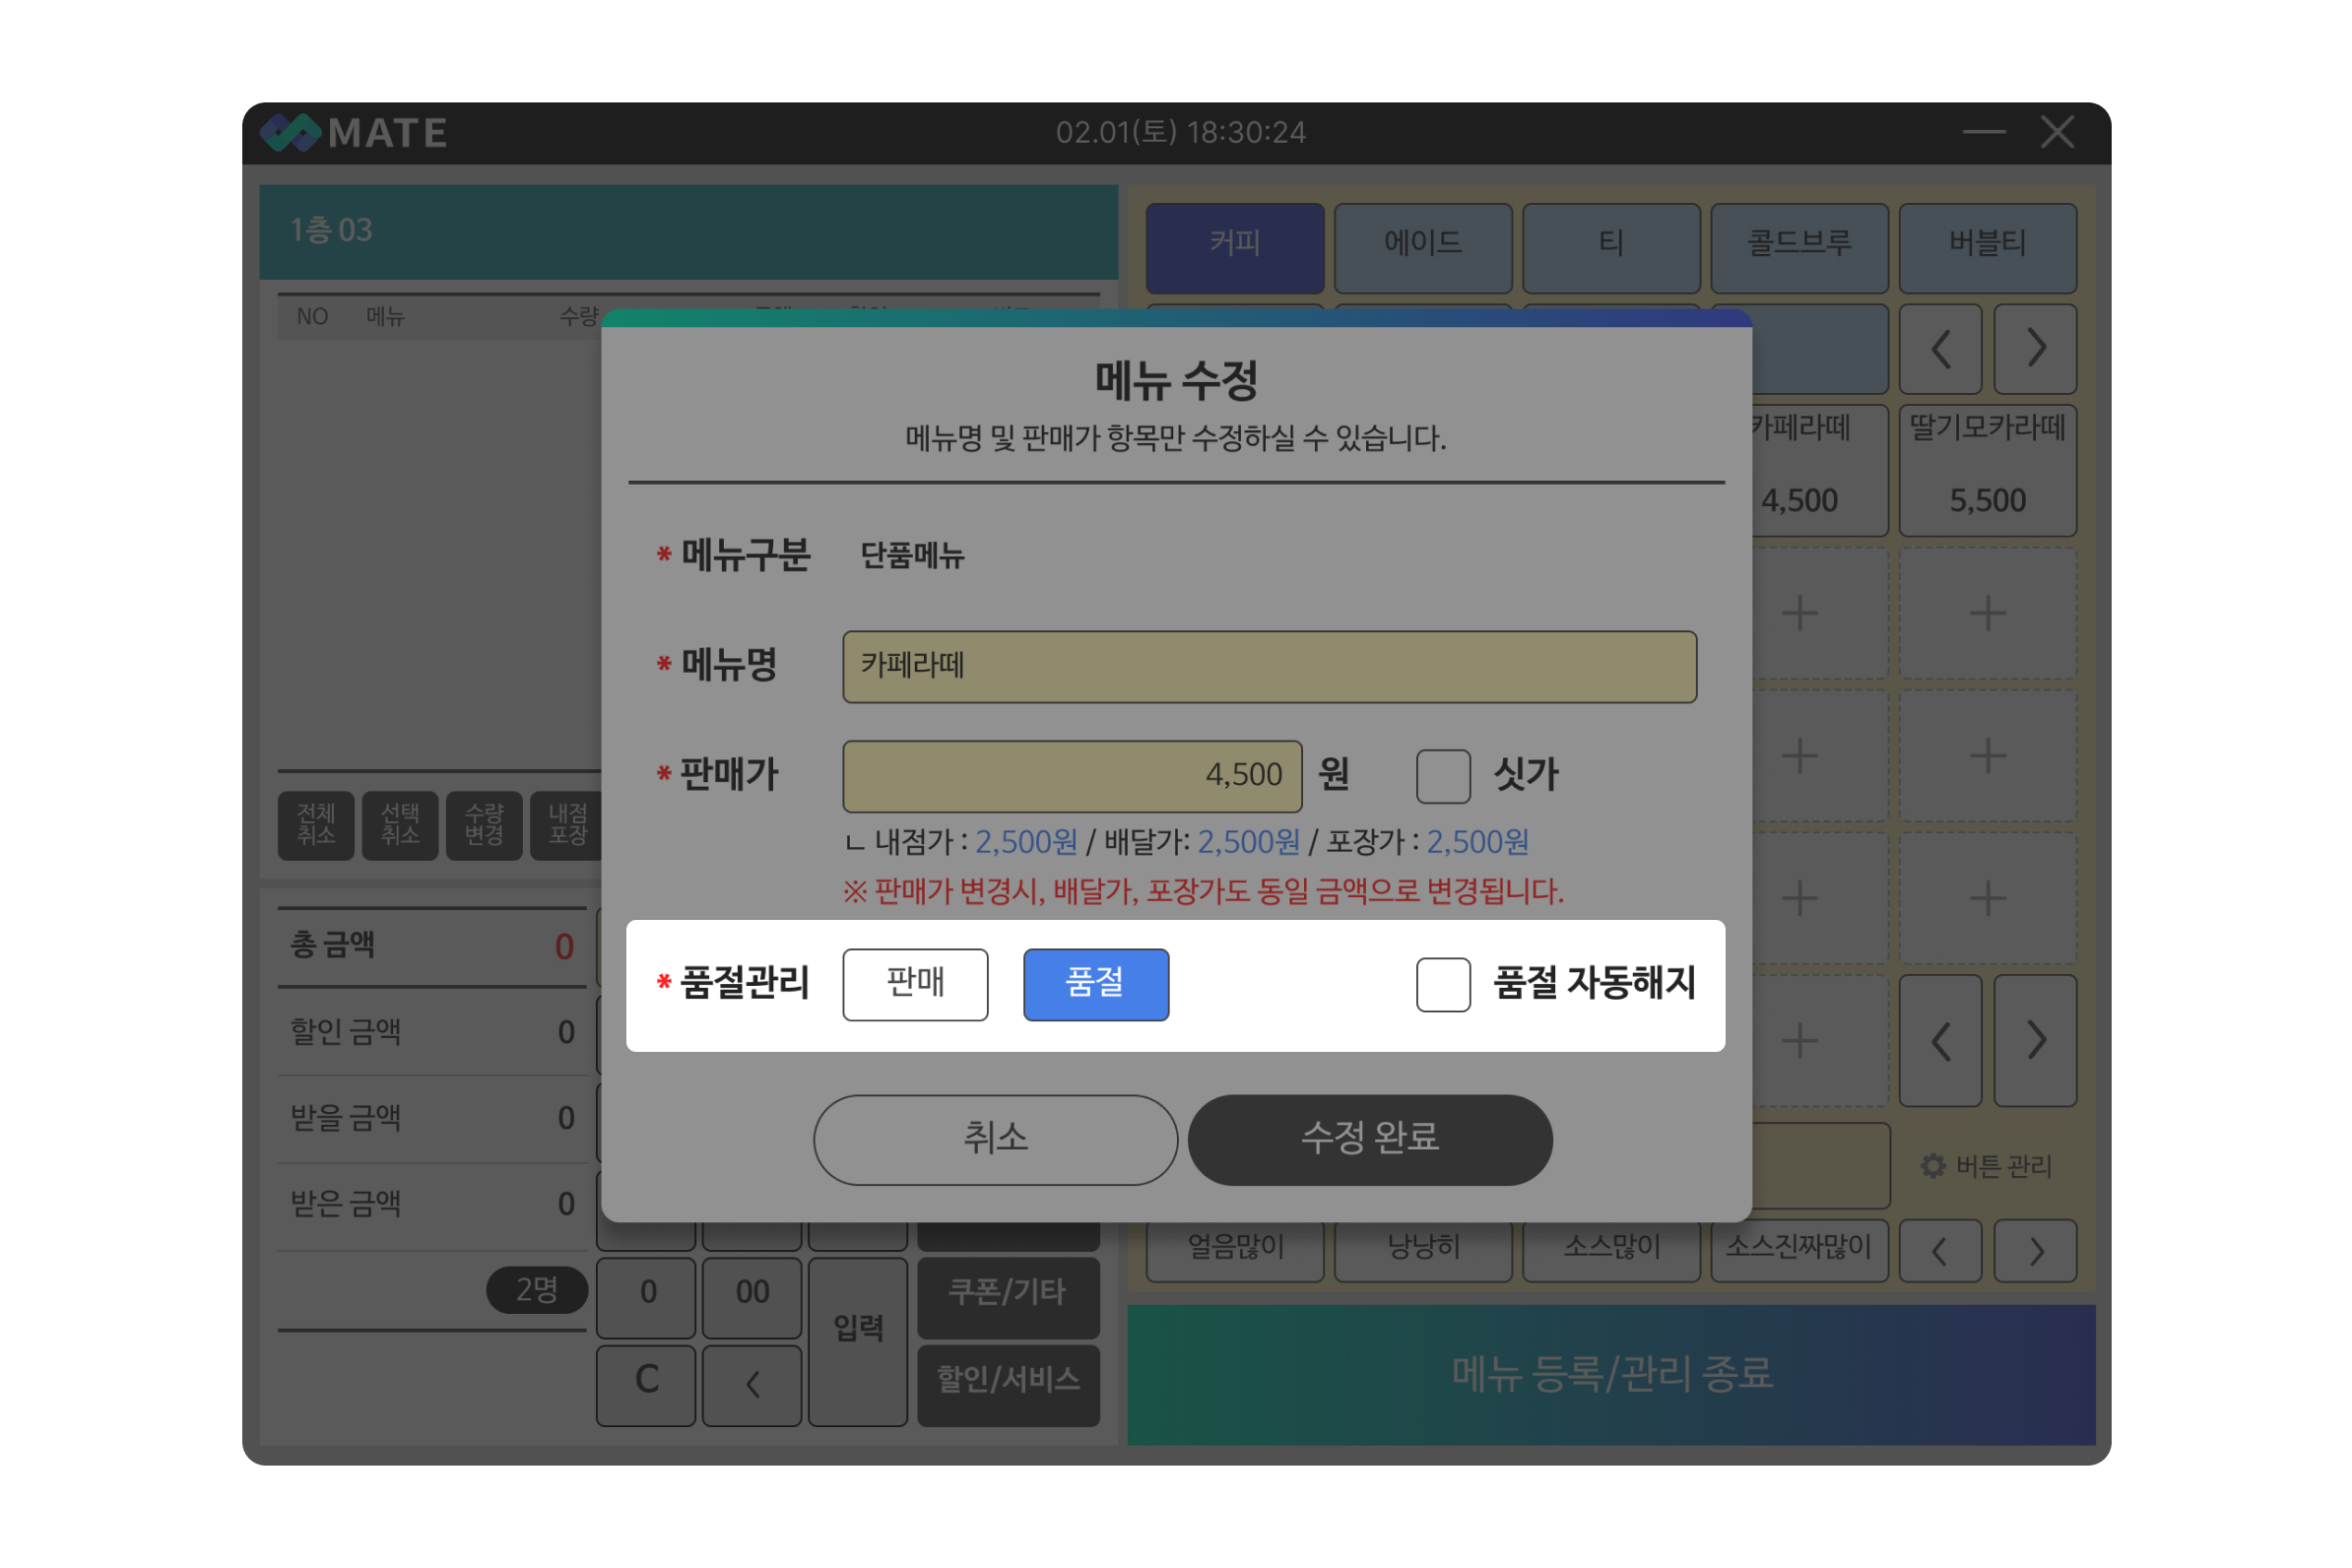 MATE
02.01(토) 18:30:24
1층 03
NO 메뉴 수량
커피 에이드 티 콜드브루 버블티
카페라떼 딸기모카라떼
4,500 5,500
메뉴 수정
메뉴명 및 판매가 항목만 수정하실 수 있습니다.
* 메뉴구분 단품메뉴
* 메뉴명 카페라떼
* 판매가 4,500 원 싯가
ㄴ 내점가 : 2,500원 / 배달가: 2,500원 / 포장가 : 2,500원
※ 판매가 변경시, 배달가, 포장가도 동일 금액으로 변경됩니다.
* 품절관리 판매 품절 품절 자동해지
취소 수정 완료
전체 취소
선택 취소
수량 변경
내점 포장
총 금액 0
할인 금액 0
받을 금액 0
받은 금액 0
2명
0 00 입력
C
쿠폰/기타
할인/서비스
버튼 관리
얼음많이 낭낭히 소스많이 소스진짜많이
메뉴 등록/관리 종료